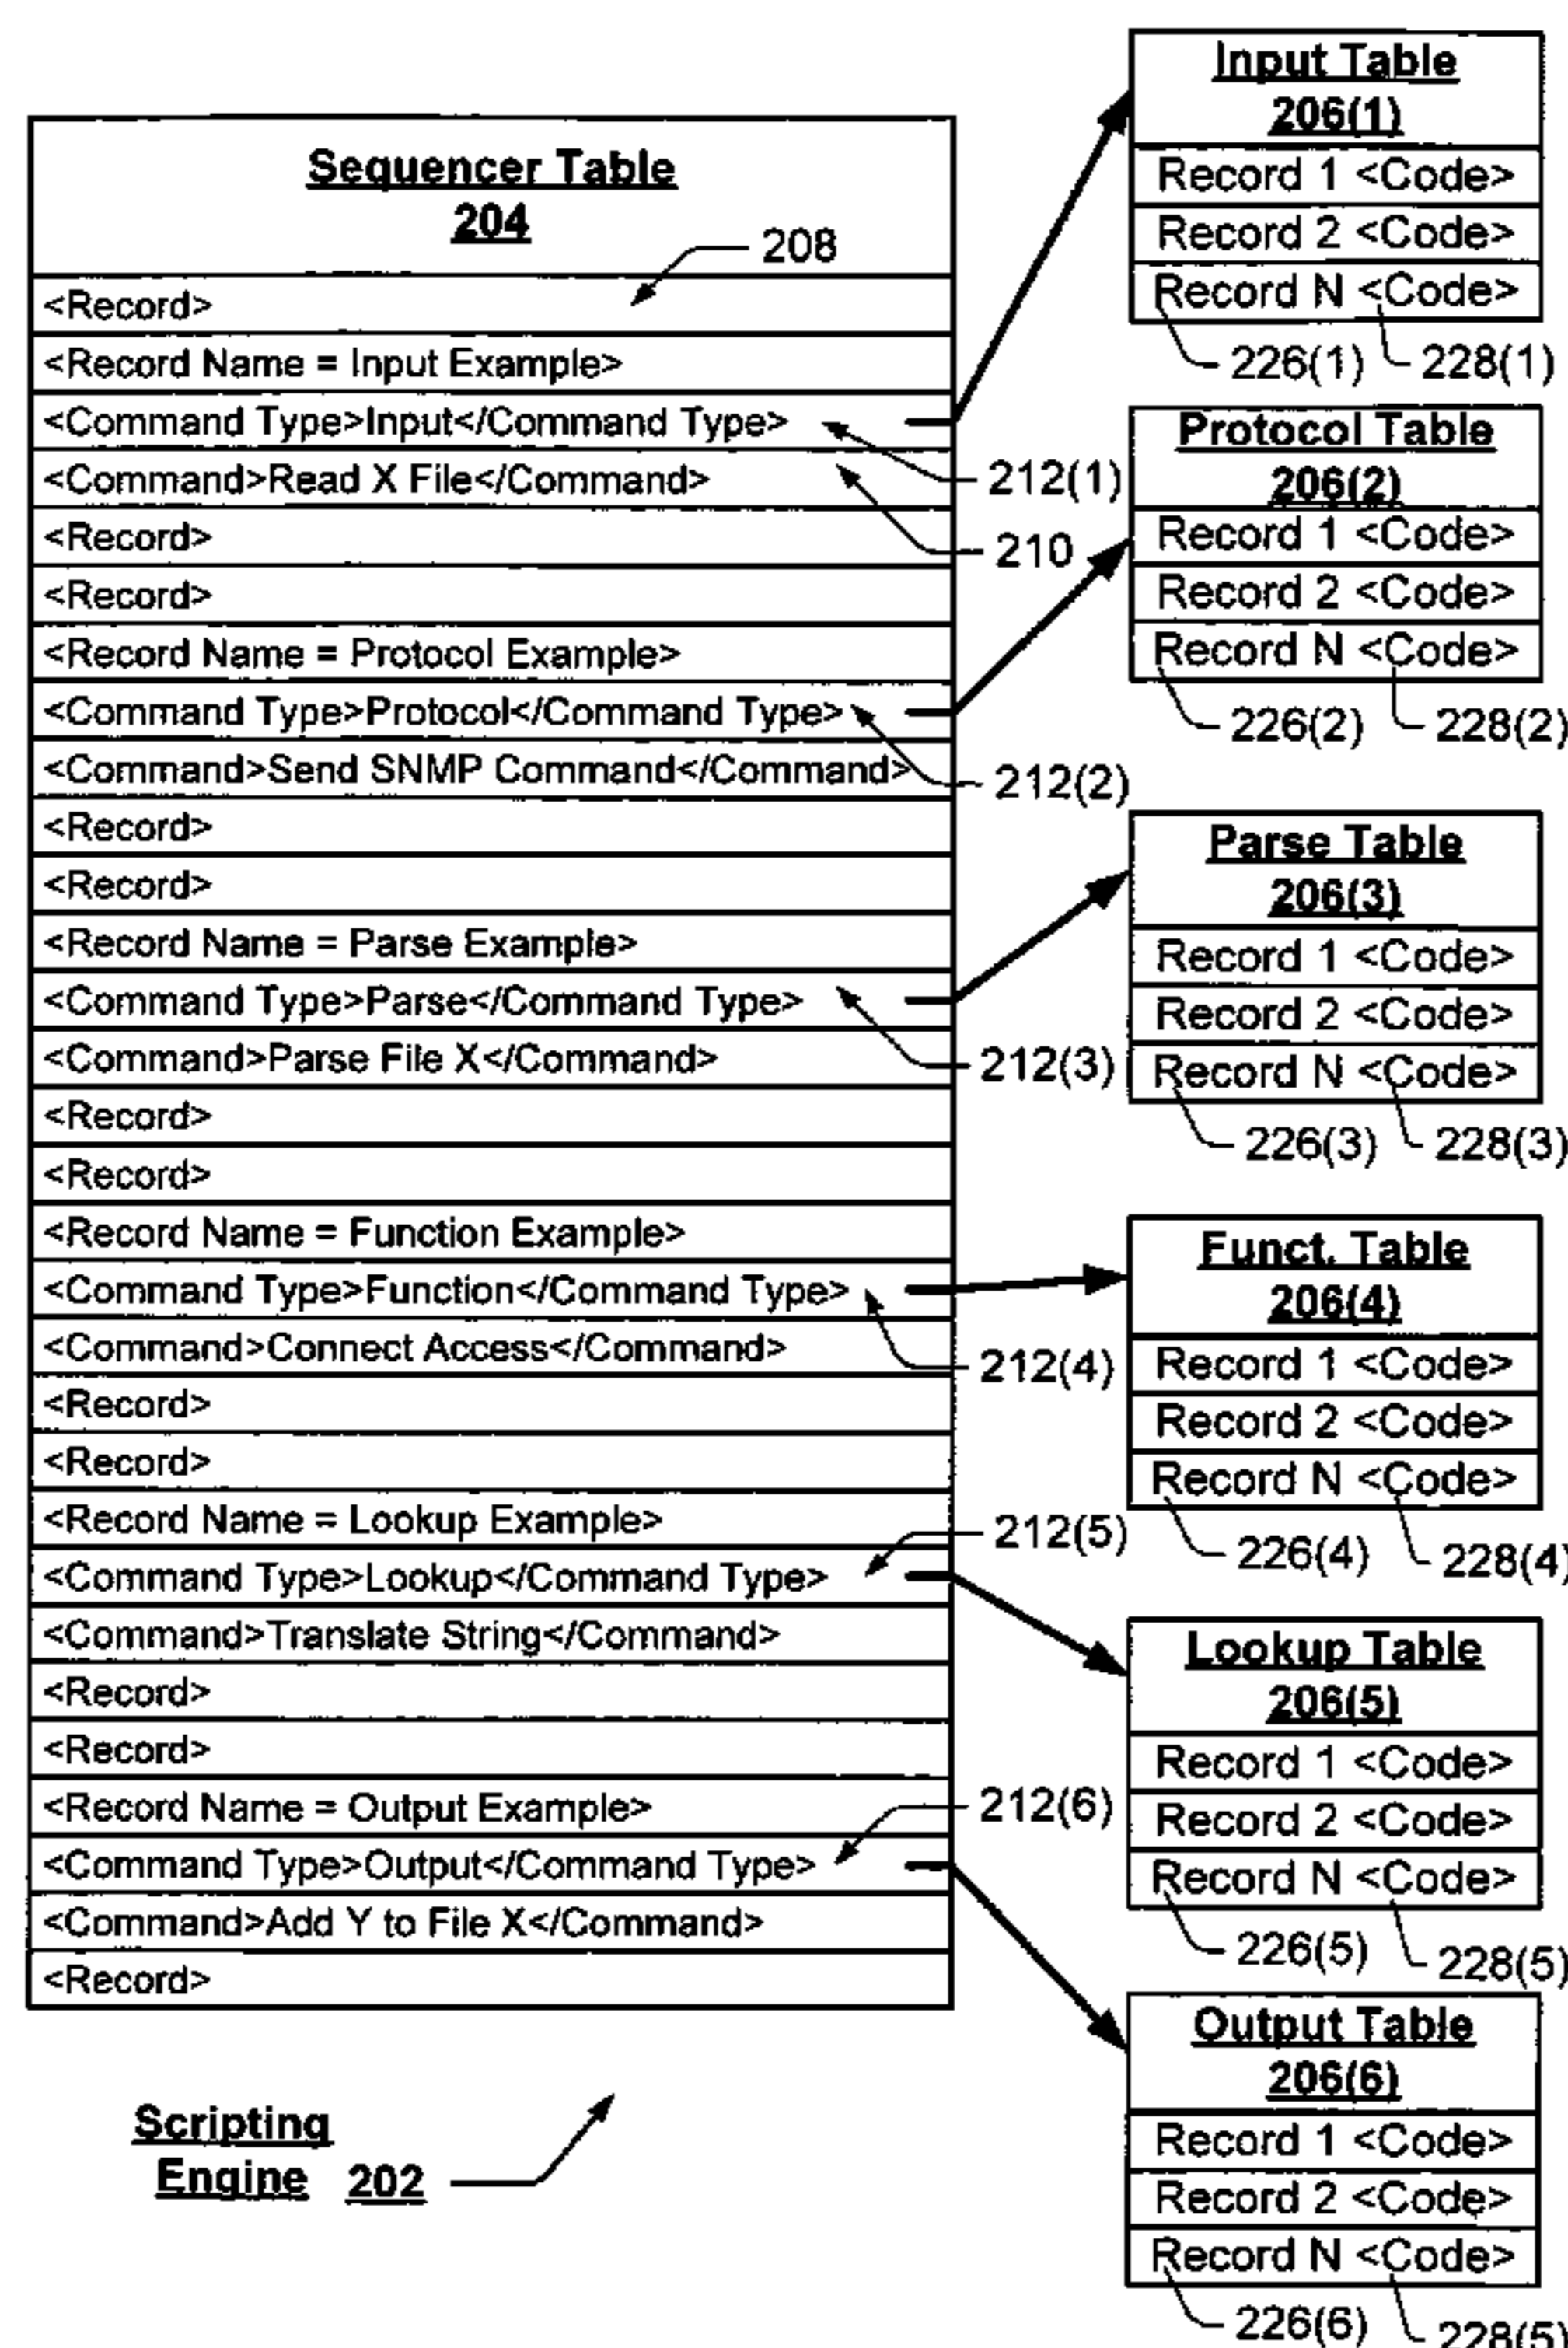 Sequencer Table
204
208
<Record>
<Record Name = Input Example>
<Command Type>Input</Command Type>
212(1)
<Command>Read X File</Command>
210
<Record>
<Record>
<Record Name = Protocol Example>
<Command Type>Protocol</Command Type>
<Command>Send SNMP Command</Command>
212(2)
<Record>
<Record>
<Record Name = Parse Example>
<Command Type>Parse</Command Type>
<Command>Parse File X</Command>
212(3)
<Record>
<Record>
<Record Name = Function Example>
<Command Type>Function</Command Type>
<Command>Connect Access</Command>
212(4)
<Record>
<Record>
<Record Name = Lookup Example>
212(5)
<Command Type>Lookup</Command Type>
<Command>Translate String</Command>
<Record>
<Record>
<Record Name = Output Example>
212(6)
<Command Type>Output</Command Type>
<Command>Add Y to File X</Command>
<Record>
Scripting
Engine 202
Input Table
206(1)
Record 1 <Code>
Record 2 <Code>
Record N <Code>
226(1) 228(1)
Protocol Table
206(2)
Record 1 <Code>
Record 2 <Code>
Record N <Code>
226(2) 228(2)
Parse Table
206(3)
Record 1 <Code>
Record 2 <Code>
Record N <Code>
226(3) 228(3)
Funct. Table
206(4)
Record 1 <Code>
Record 2 <Code>
Record N <Code>
226(4) 228(4)
Lookup Table
206(5)
Record 1 <Code>
Record 2 <Code>
Record N <Code>
226(5) 228(5)
Output Table
206(6)
Record 1 <Code>
Record 2 <Code>
Record N <Code>
226(6) 228(5)